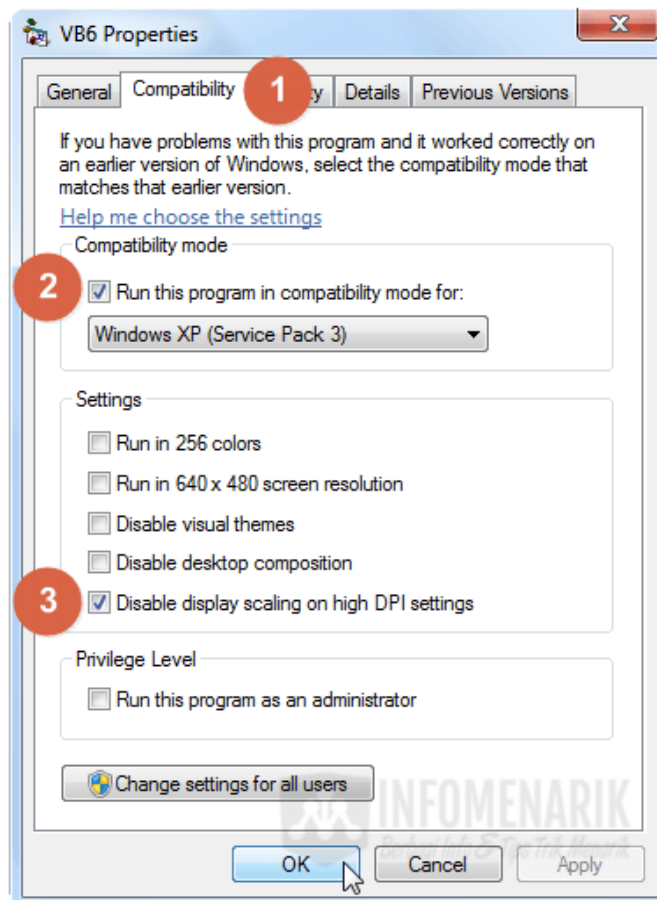 VB6 Properties
General Compatibility 1 Details Previous Versions
If you have problems with this program and it worked correctly on
an earlier version of Windows, select the compatibility mode that
matches that earlier version.
Help me choose the settings
Compatibility mode
2 Run this program in compatibility mode for:
Windows XP (Service Pack 3)
Settings
Run in 256 colors
Run in 640 x 480 screen resolution
Disable visual themes
Disable desktop composition
3 Disable display scaling on high DPI settings
Privilege Level
Run this program as an administrator
Change settings for all users
INFOMENARIK
Berbagi Info & Tips Trik Menarik
OK Cancel Apply